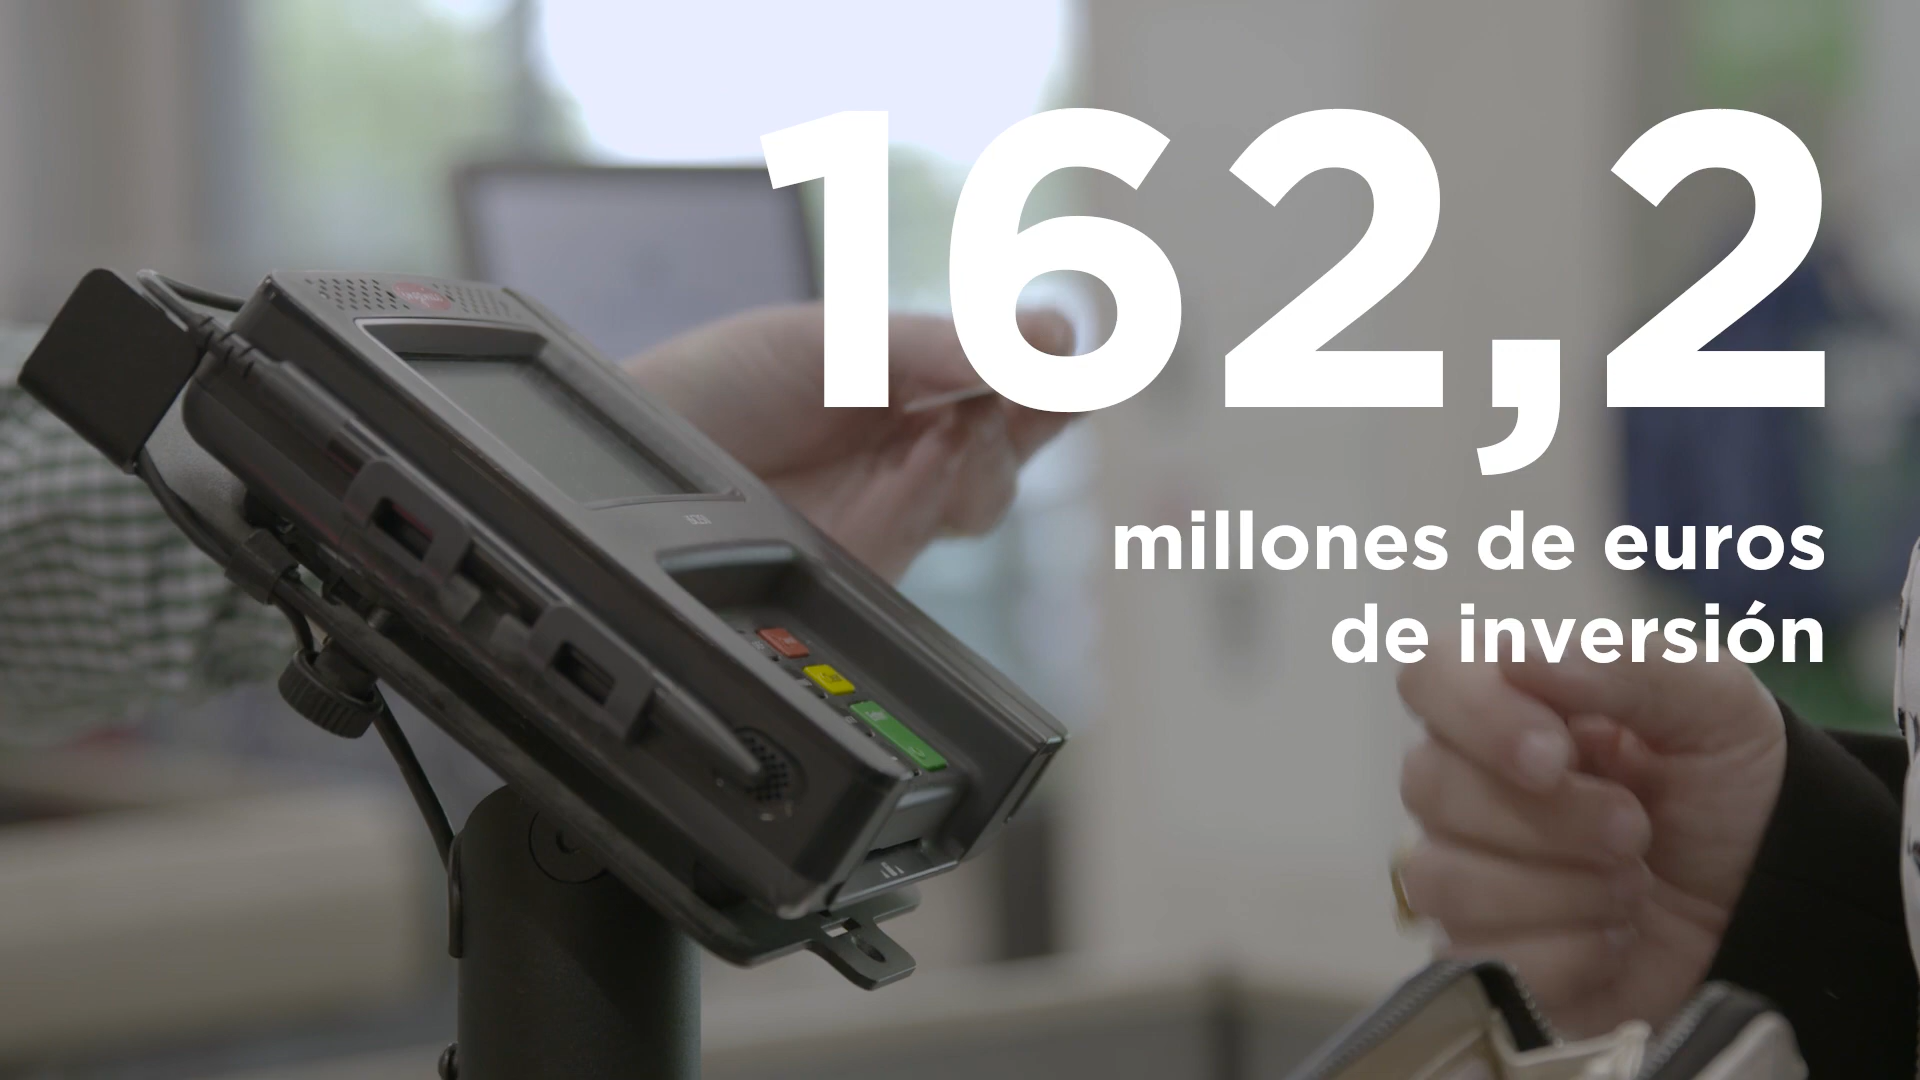 162,2
millones de euros
de inversión